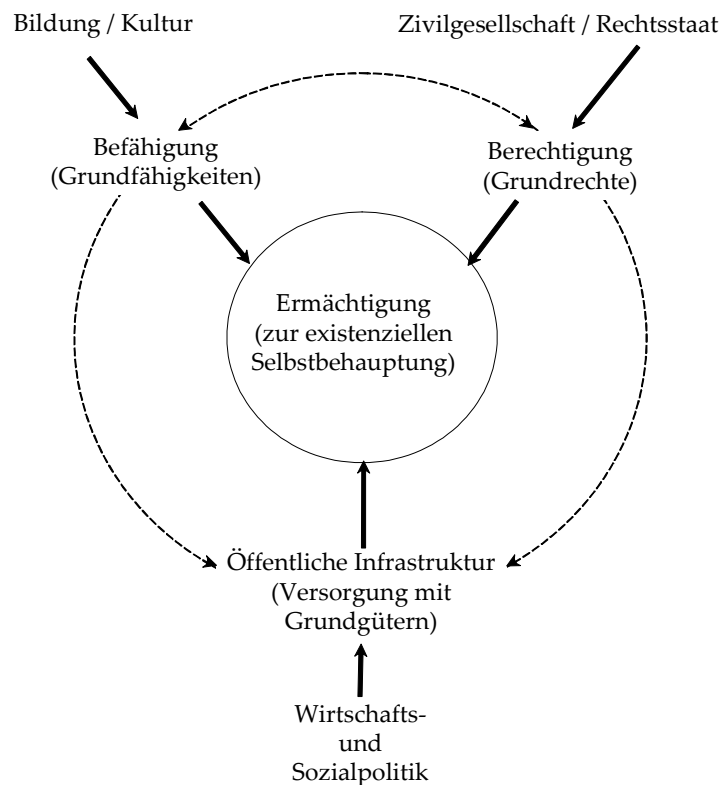 Bildung / Kultur
Zivilgesellschaft / Rechtsstaat
Befähigung
(Grundfähigkeiten)
Berechtigung
(Grundrechte)
Ermächtigung
(zur existenziellen
Selbstbehauptung)
Öffentliche Infrastruktur
(Versorgung mit
Grundgütern)
Wirtschafts-
und
Sozialpolitik